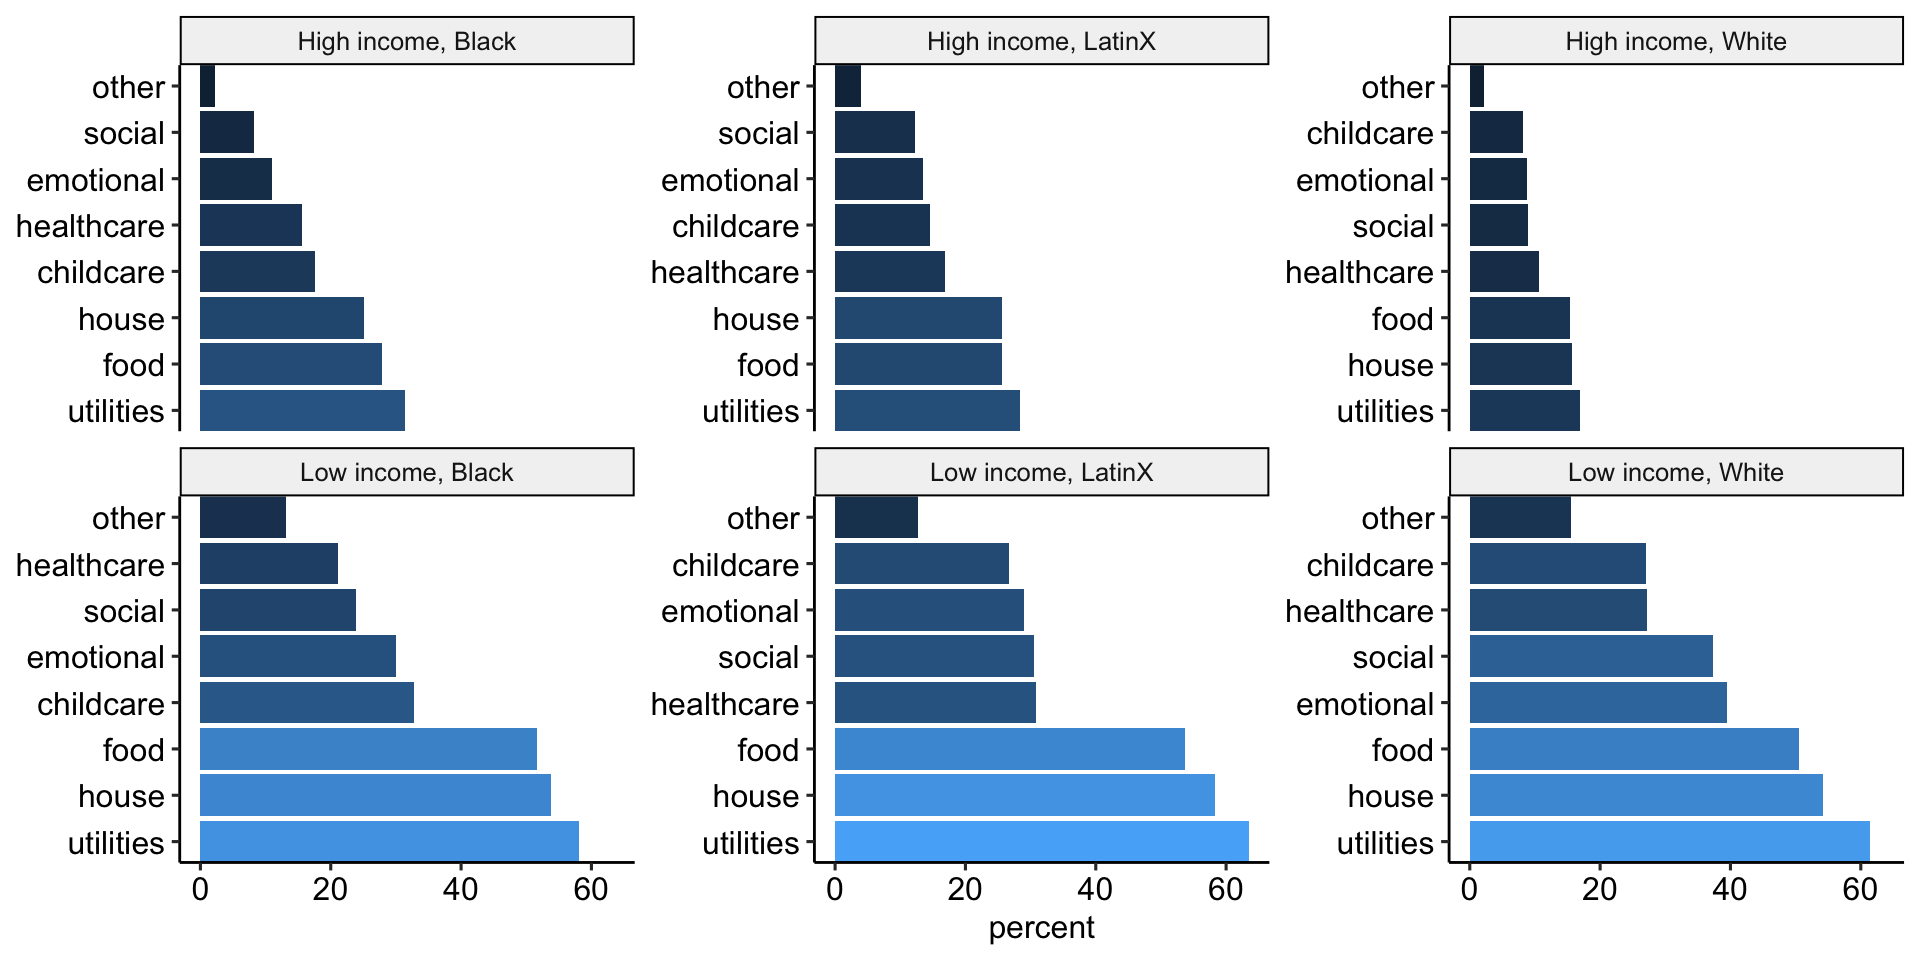 High income, Black
other
social
emotional
healthcare
childcare
house
food
utilities
High income, LatinX
other
social
emotional
childcare
healthcare
house
food
utilities
High income, White
other
childcare
emotional
social
healthcare
food
house
utilities
Low income, Black
other
healthcare
social
emotional
childcare
food
house
utilities
0 20 40 60
Low income, LatinX
other
childcare
emotional
social
healthcare
food
house
utilities
0 20 40 60
Low income, White
other
childcare
healthcare
social
emotional
food
house
utilities
0 20 40 60
percent